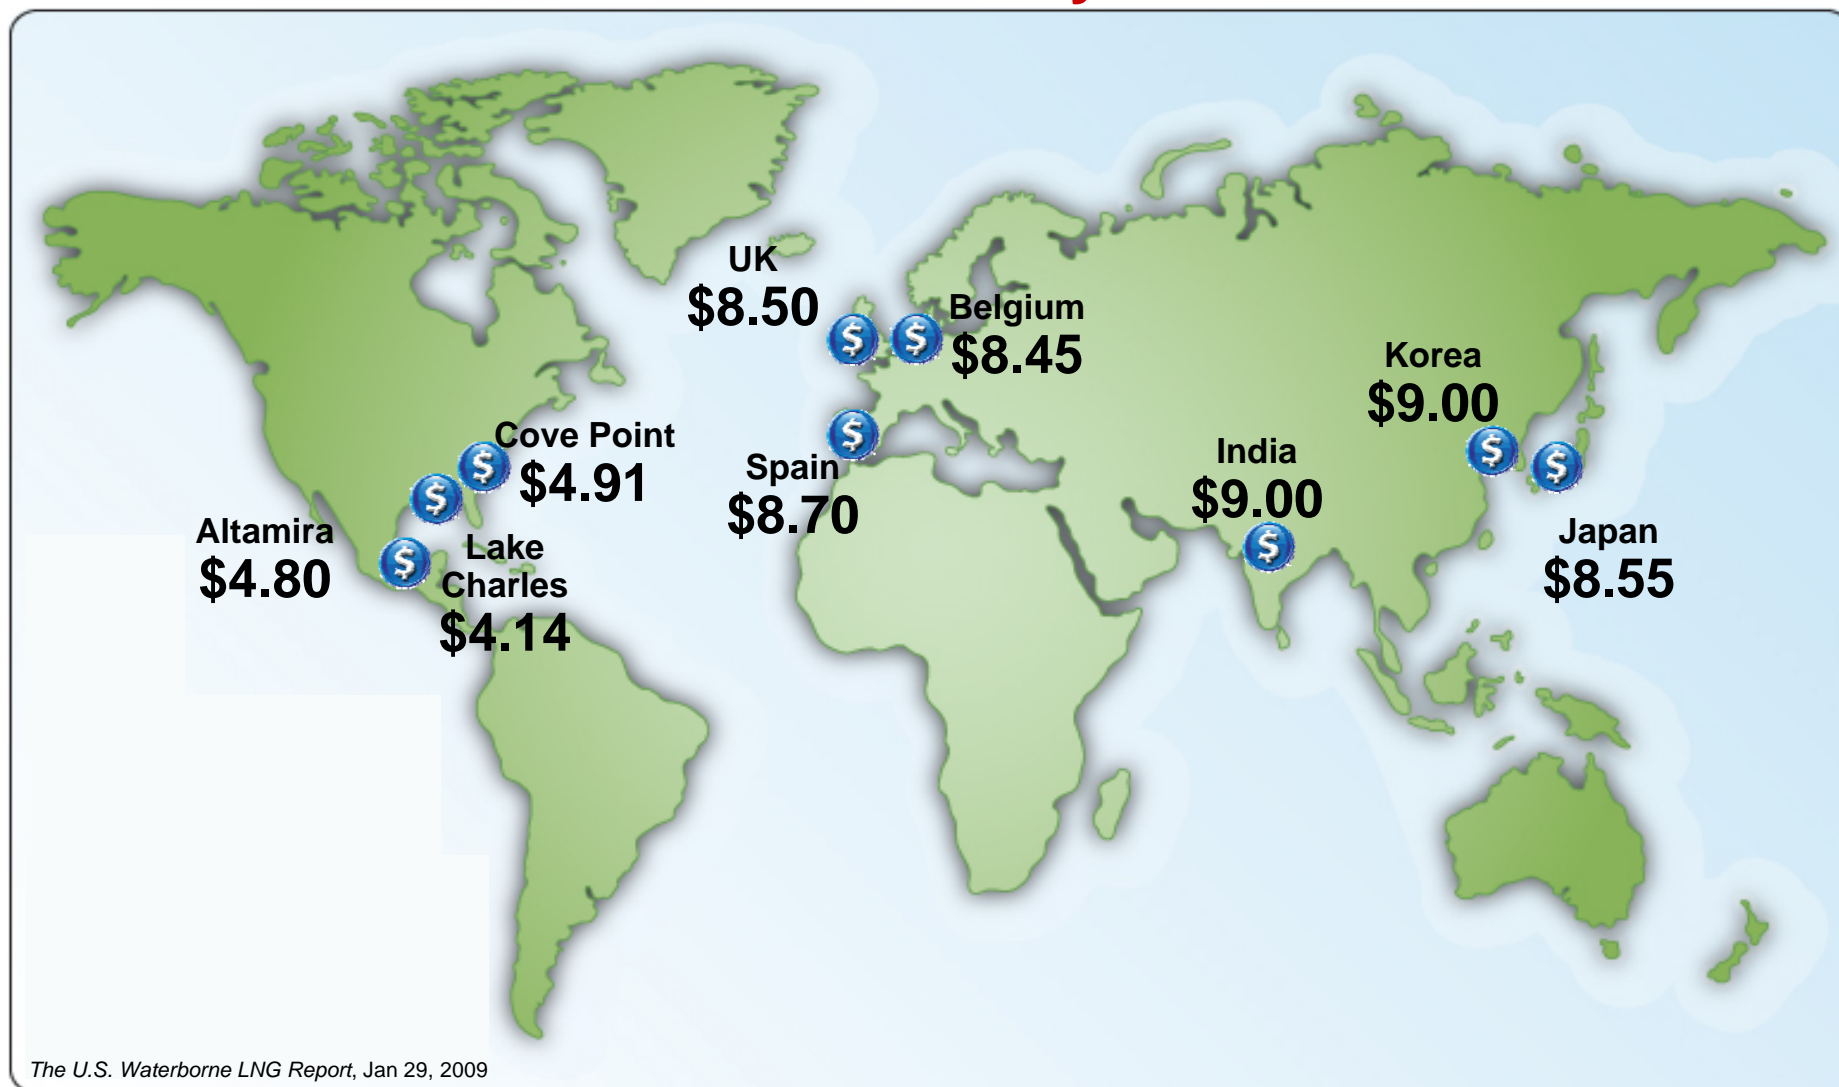 UK
$8.50
Belgium
$8.45
Korea
$9.00
Cove Point
$4.91
India
$9.00
Spain
$8.70
Altamira
$4.80
Lake
Charles
$4.14
Japan
$8.55
The U.S. Waterborne LNG Report, Jan 29, 2009